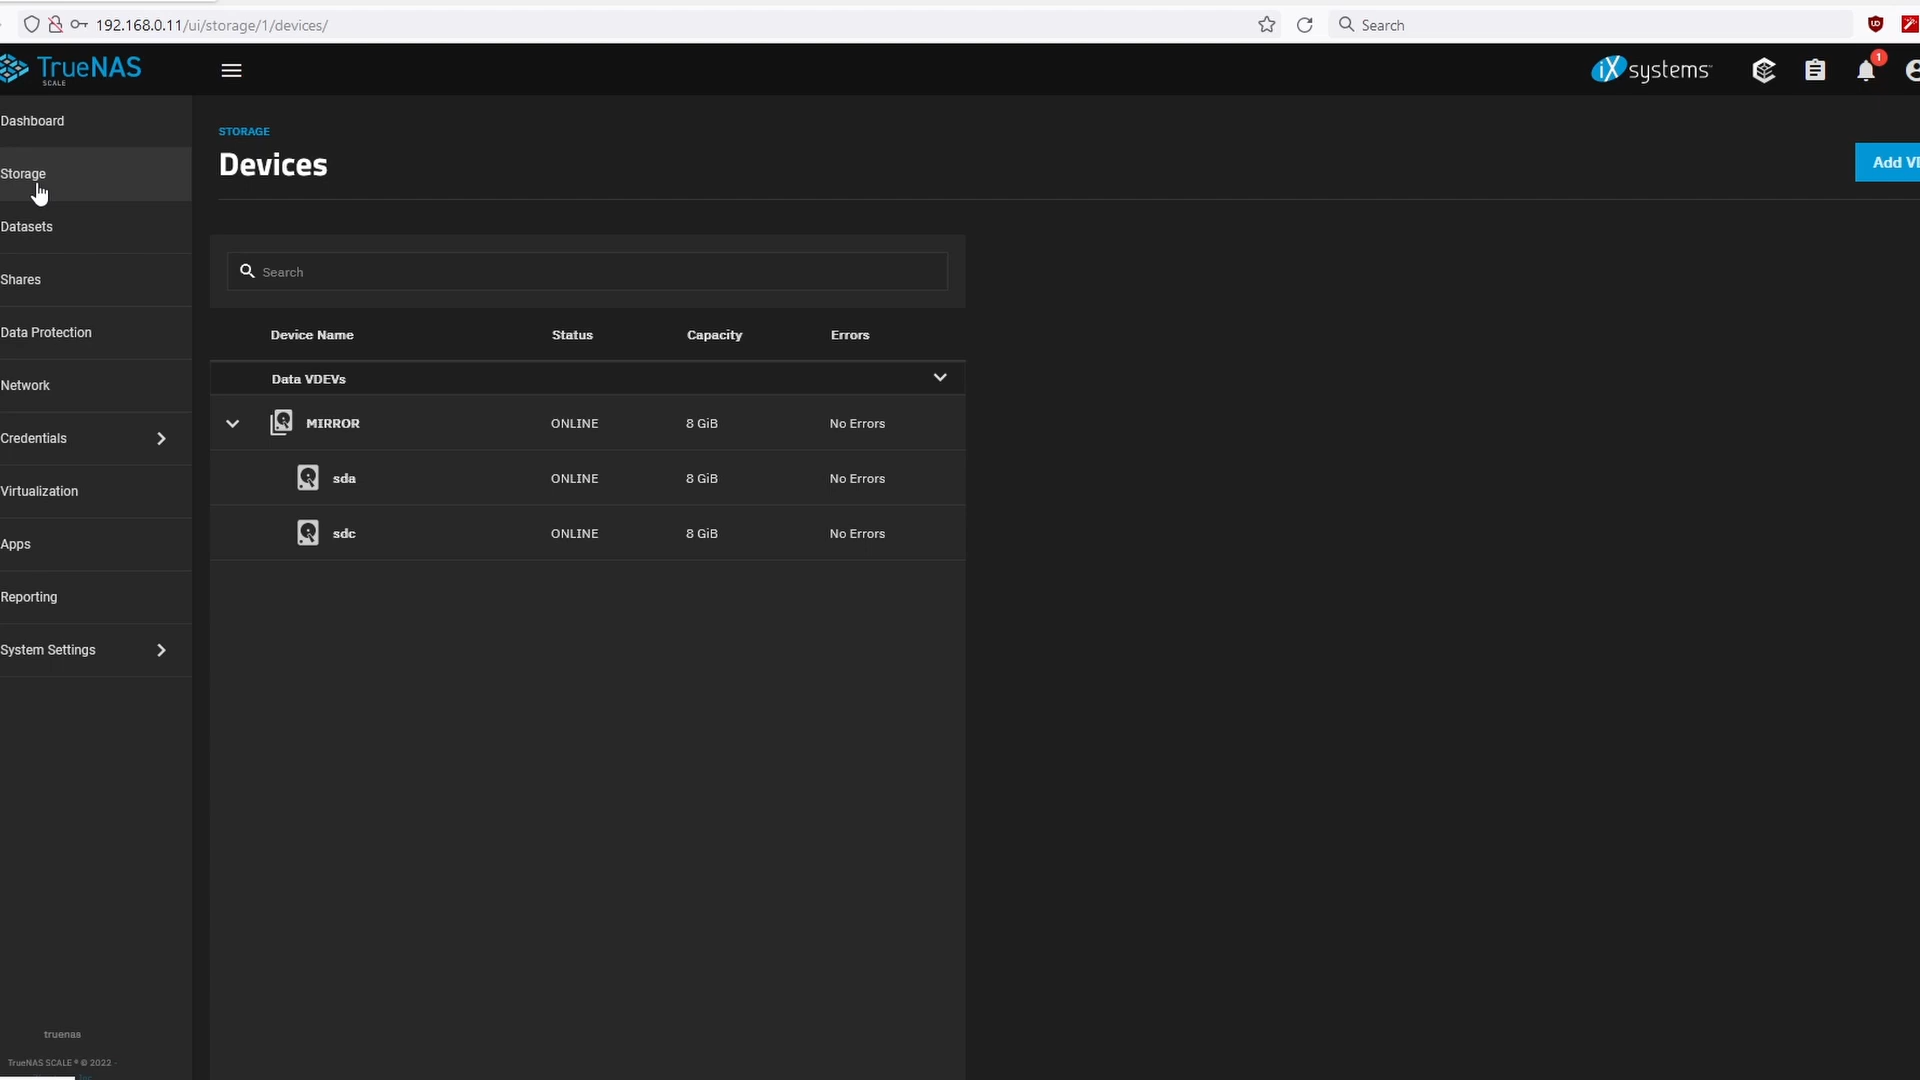 192.168.0.11/ui/storage/1/devices/
Search
TrueNAS
SCALE
iX systems™
1
Dashboard
Storage
Datasets
Shares
Data Protection
Network
Credentials
Virtualization
Apps
Reporting
System Settings
truenas
TrueNAS SCALE ® © 2022 -
STORAGE
Devices
Add
Search
Device Name Status Capacity Errors
Data VDEVs
MIRROR ONLINE 8 GiB No Errors
sda ONLINE 8 GiB No Errors
sdc ONLINE 8 GiB No Errors